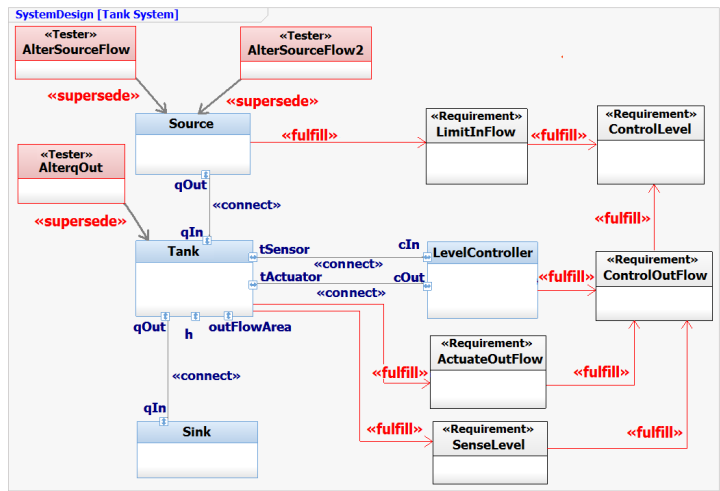 SystemDesign [Tank System]
«Tester»
AlterSourceFlow
«Tester»
AlterSourceFlow2
«supersede»
«supersede»
Source
«fulfill»
«Requirement»
LimitInFlow
«fulfill»
«Requirement»
ControlLevel
«Tester»
AlterqOut
«supersede»
qOut
«connect»
qIn
«fulfill»
Tank
tSensor
cIn
«connect»
LevelController
tActuator
cOut
«connect»
«fulfill»
«Requirement»
ControlOutFlow
qOut
h
outFlowArea
«Requirement»
ActuateOutFlow
«fulfill»
«fulfill»
«connect»
qIn
Sink
«fulfill»
«Requirement»
SenseLevel
«fulfill»